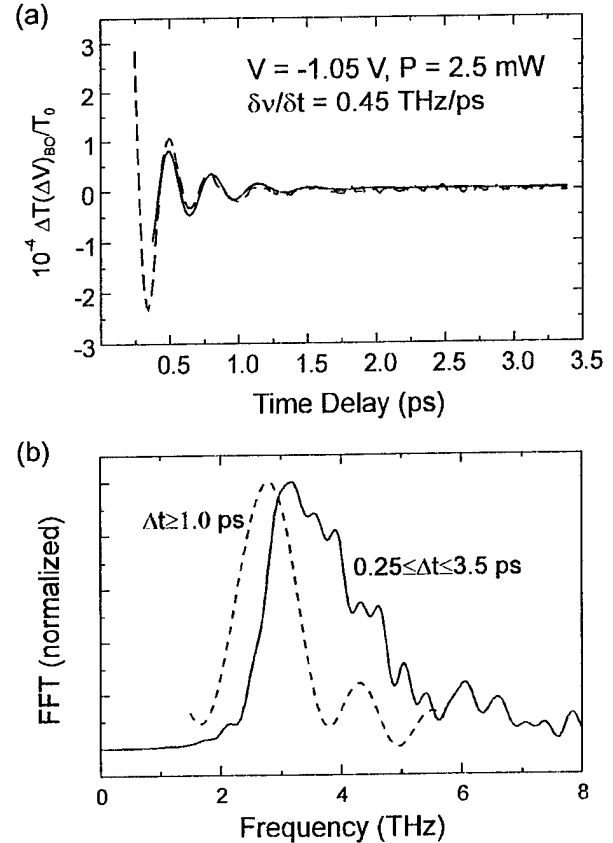 (a)
3
2
1
0
-1
-2
-3
10⁻⁴ ΔT(ΔV)BO/T₀
V = -1.05 V, P = 2.5 mW
δν/δt = 0.45 THz/ps
0.5 1.0 1.5 2.0 2.5 3.0 3.5
Time Delay (ps)
(b)
FFT (normalized)
Δt≥1.0 ps
0.25≤Δt≤3.5 ps
0 2 4 6 8
Frequency (THz)